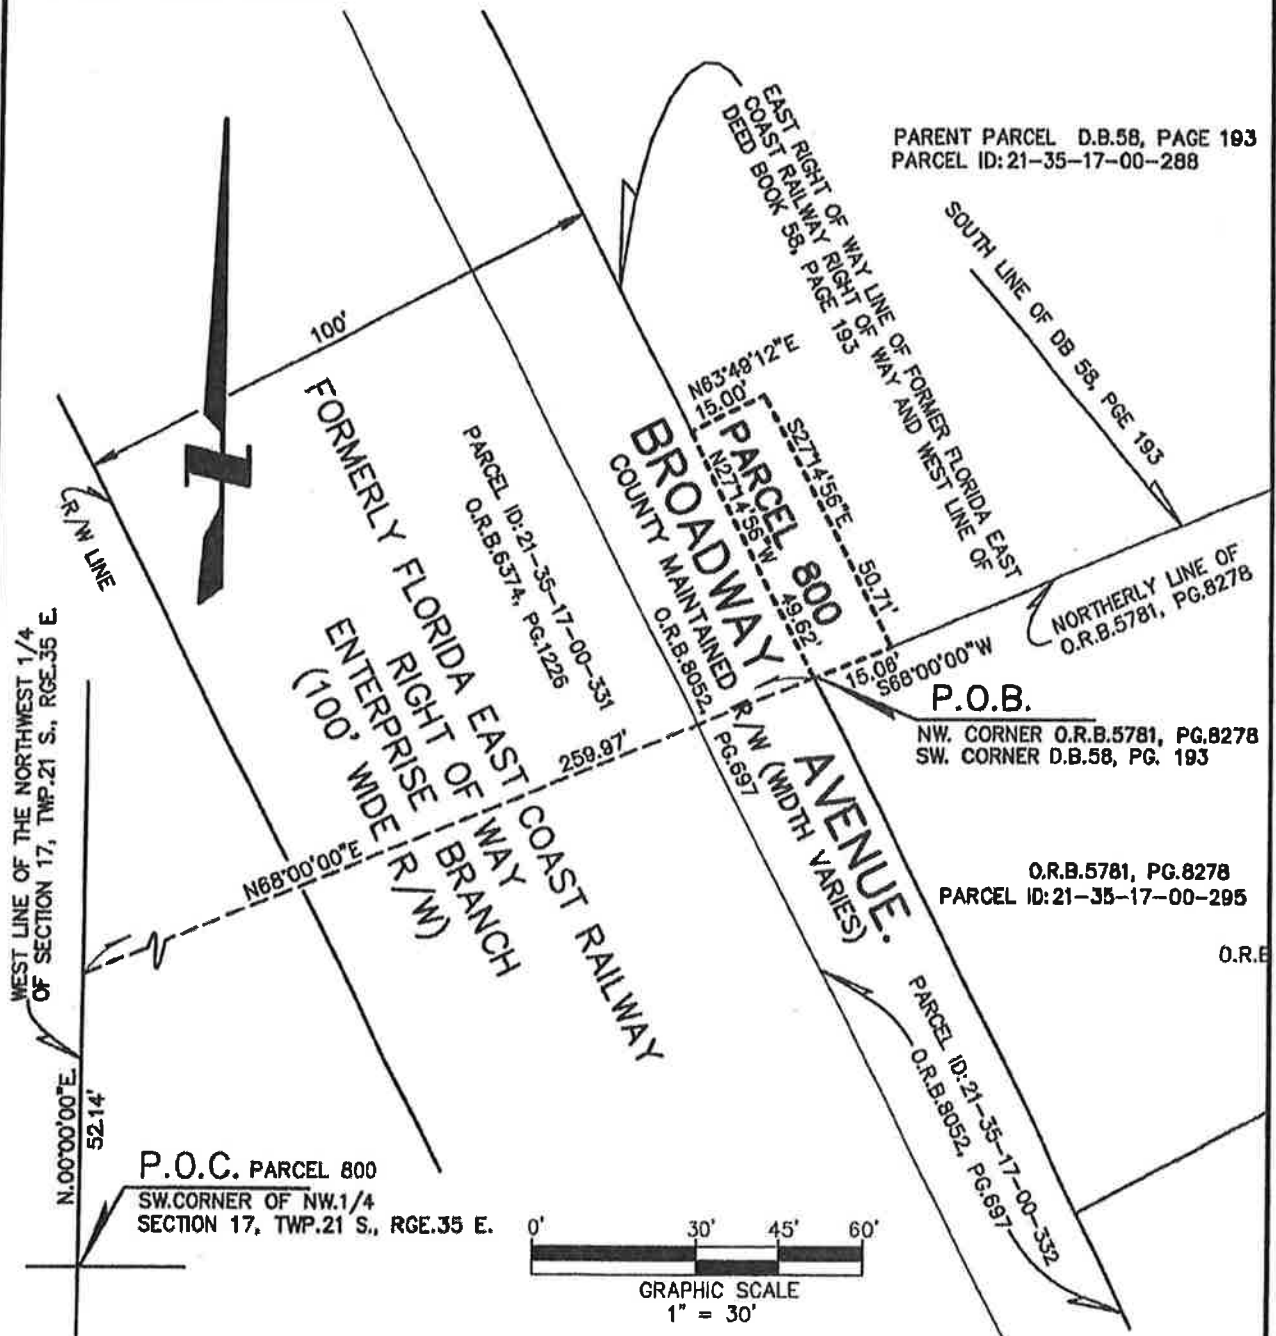 PARENT PARCEL D.B.58, PAGE 193
PARCEL ID:21-35-17-00-288
EAST RIGHT OF WAY LINE OF FORMER FLORIDA EAST
COAST RAILWAY RIGHT OF WAY AND WEST LINE OF
DEED BOOK 58, PAGE 193
SOUTH LINE OF DB 58, PGE 193
100'
R/W LINE
FORMERLY FLORIDA EAST COAST RAILWAY
RIGHT OF WAY
ENTERPRISE BRANCH
(100' WIDE R/W)
PARCEL ID:21-35-17-00-331
O.R.B.6374, PG.1226
N63°49'12"E
15.00'
PARCEL 800
N27°14'56"W 49.62'
S27°14'56"E 50.71'
BROADWAY AVENUE.
COUNTY MAINTAINED R/W (WIDTH VARIES)
O.R.B.8052, PG.697
15.06'
S68°00'00"W
NORTHERLY LINE OF
O.R.B.5781, PG.8278
P.O.B.
NW. CORNER O.R.B.5781, PG.8278
SW. CORNER D.B.58, PG. 193
259.97'
N68°00'00"E
WEST LINE OF THE NORTHWEST 1/4
OF SECTION 17, TWP.21 S., RGE.35 E.
O.R.B.5781, PG.8278
PARCEL ID:21-35-17-00-295
PARCEL ID:21-35-17-00-332
O.R.B.8052, PG.697
N.00°00'00"E.
52.14'
P.O.C. PARCEL 800
SW.CORNER OF NW.1/4
SECTION 17, TWP.21 S., RGE.35 E.
0' 30' 45' 60'
GRAPHIC SCALE
1" = 30'